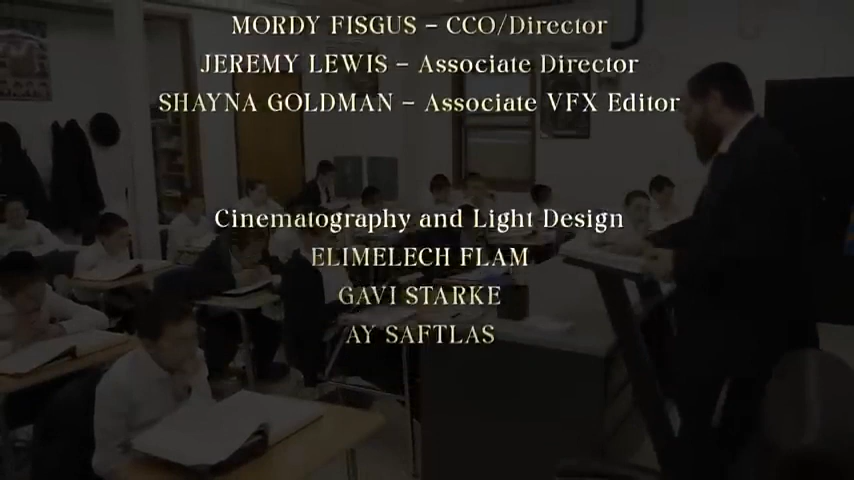 MORDY FISGUS – CCO/Director
JEREMY LEWIS – Associate Director
SHAYNA GOLDMAN – Associate VFX Editor
Cinematography and Light Design
ELIMELECH FLAM
GAVI STARKE
AY SAFTLAS